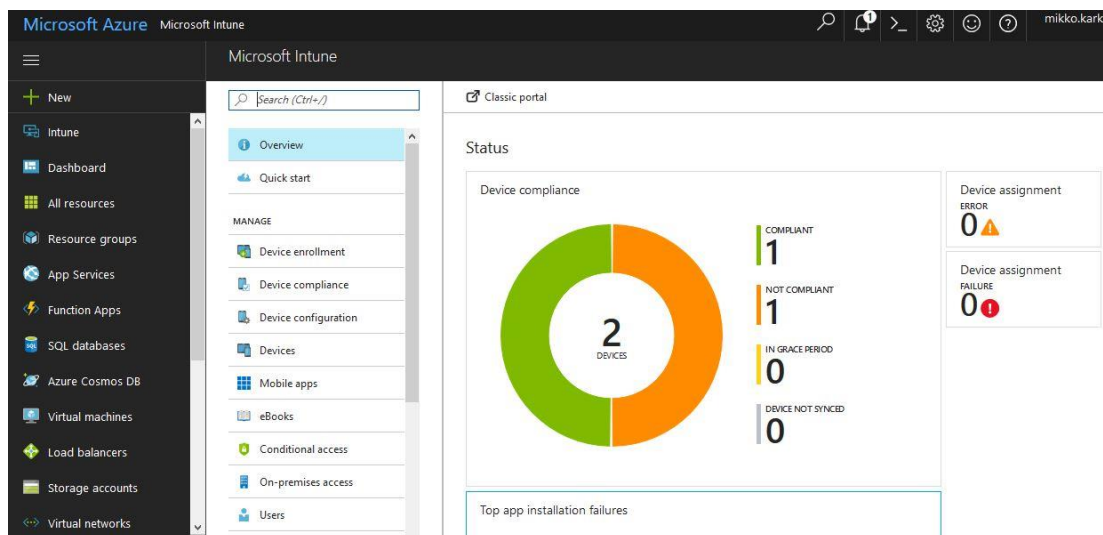 Microsoft Azure Microsoft Intune
1
>_
?
mikko.kark
Microsoft Intune
New
Intune
Dashboard
All resources
Resource groups
App Services
Function Apps
SQL databases
Azure Cosmos DB
Virtual machines
Load balancers
Storage accounts
Virtual networks
Search (Ctrl+/)
Overview
Quick start
MANAGE
Device enrollment
Device compliance
Device configuration
Devices
Mobile apps
eBooks
Conditional access
On-premises access
Users
Classic portal
Status
Device compliance
2
DEVICES
COMPLIANT
1
NOT COMPLIANT
1
IN GRACE PERIOD
0
DEVICE NOT SYNCED
0
Device assignment
ERROR
0
Device assignment
FAILURE
0
Top app installation failures